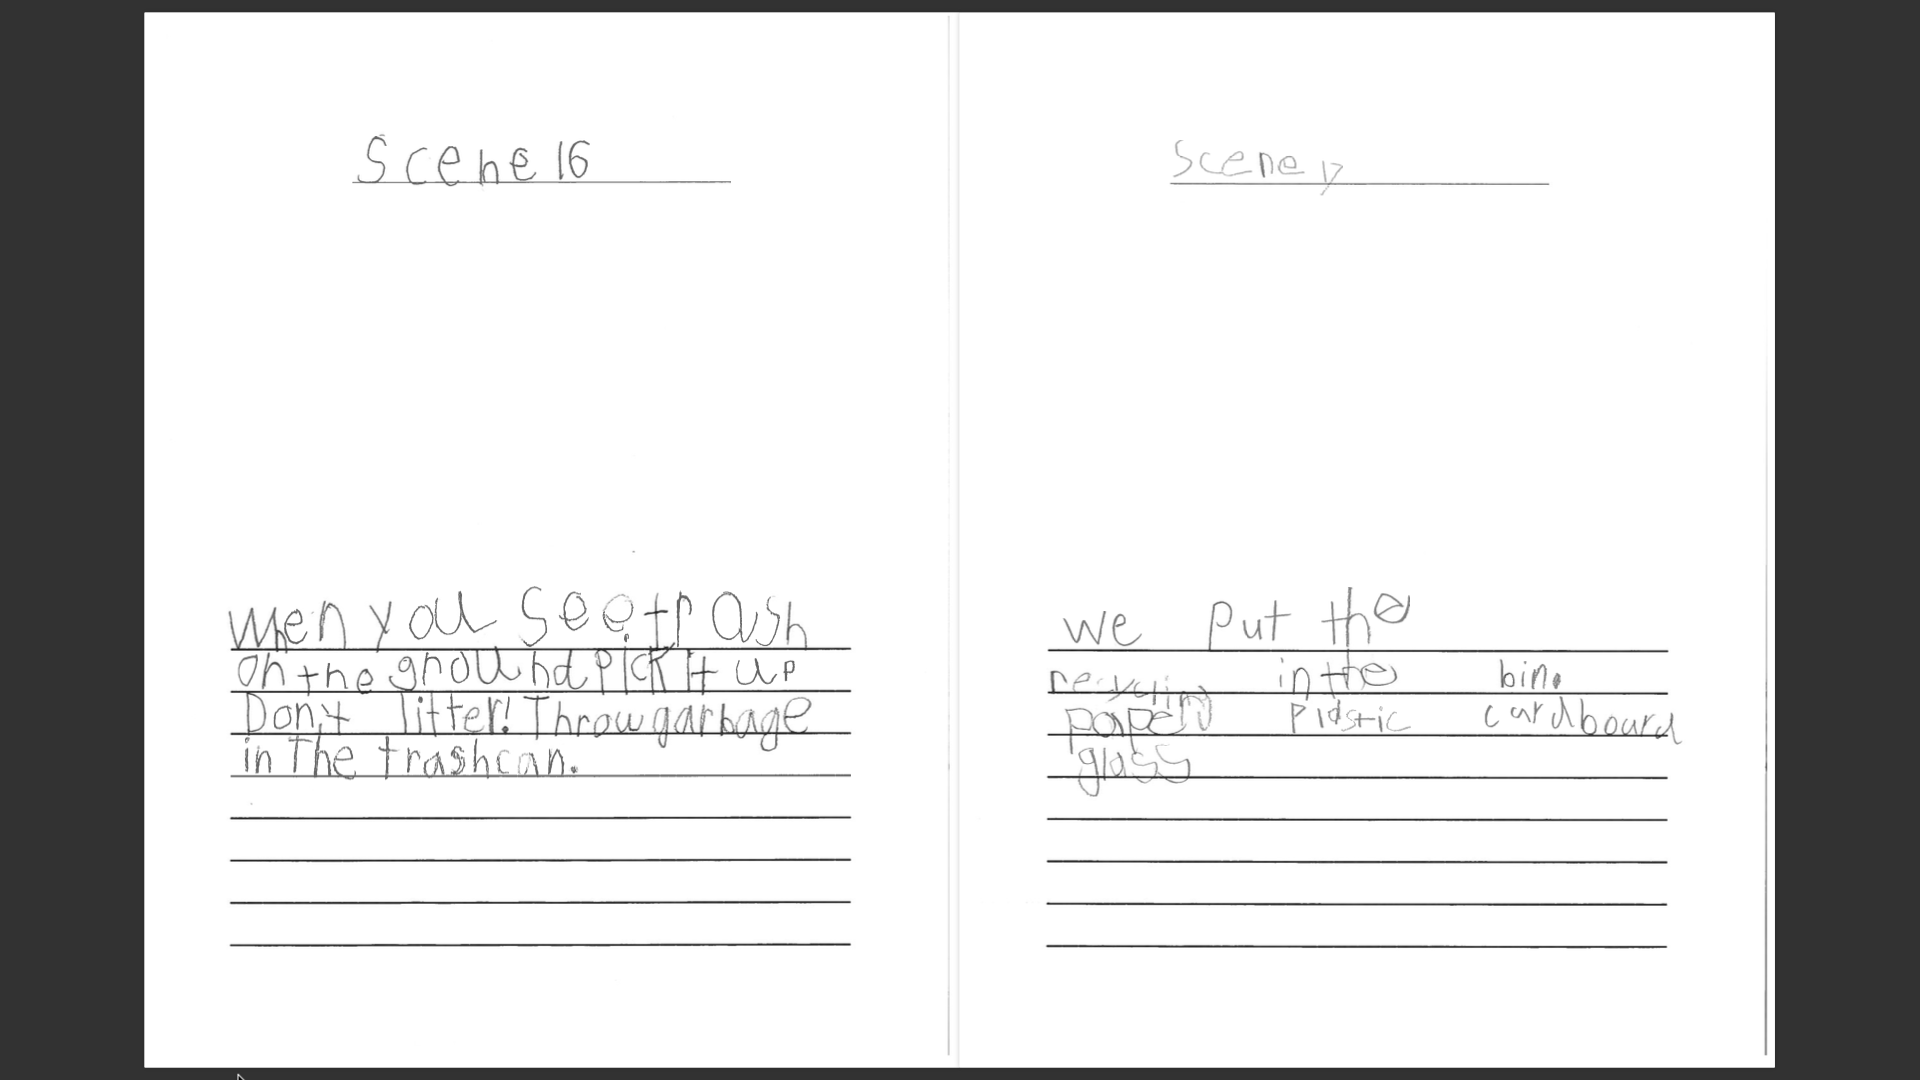 Scene 16
When you see trash
on the ground pick it up
Don't litter! Throw garbage
in The trashcan.
Scene 17
we put the
recycling in the bin.
paper plastic cardboard
glass